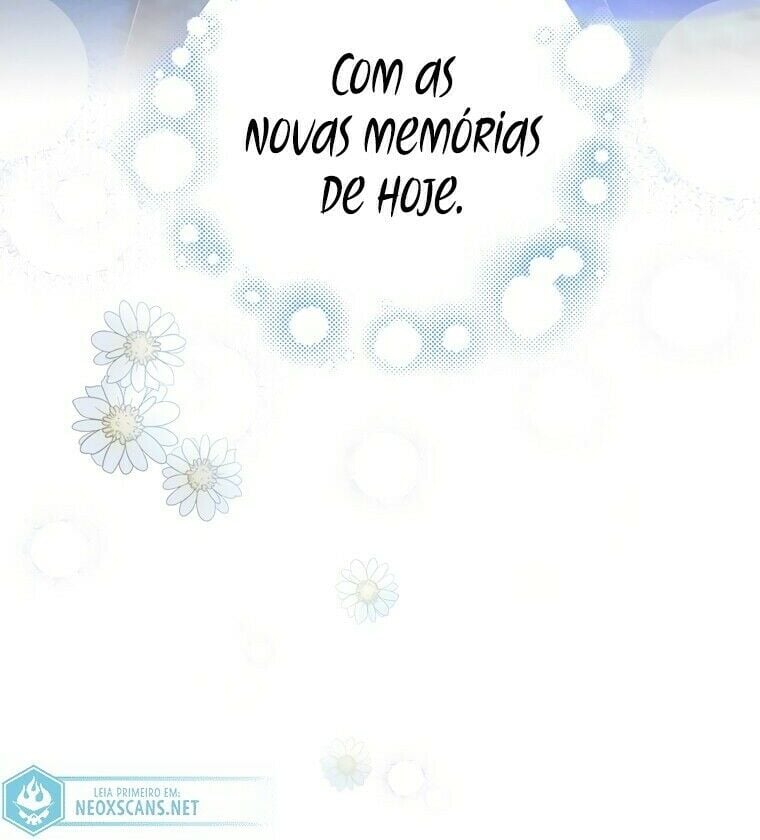 COM AS
NOVAS MEMÓRIAS
DE HOJE.
LEIA PRIMEIRO EM:
NEOXSCANS.NET